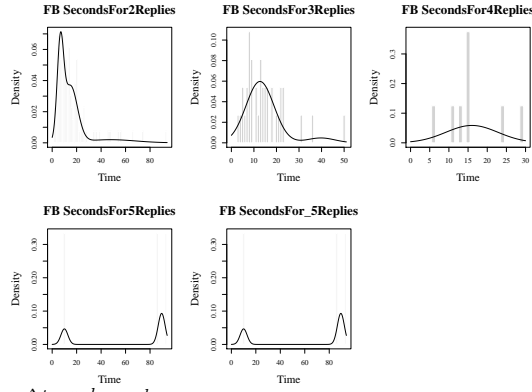 FB SecondsFor2Replies
FB SecondsFor3Replies
FB SecondsFor4Replies
Density
0.00 0.02 0.04 0.06
0 20 40 60 80
Time
Density
0.00 0.02 0.04 0.06 0.08 0.10
0 10 20 30 40 50
Time
Density
0.0 0.1 0.2 0.3
0 5 10 15 20 25 30
Time
FB SecondsFor5Replies
FB SecondsFor_5Replies
Density
0.00 0.10 0.20 0.30
0 20 40 60 80
Time
Density
0.00 0.10 0.20 0.30
0 20 40 60 80
Time